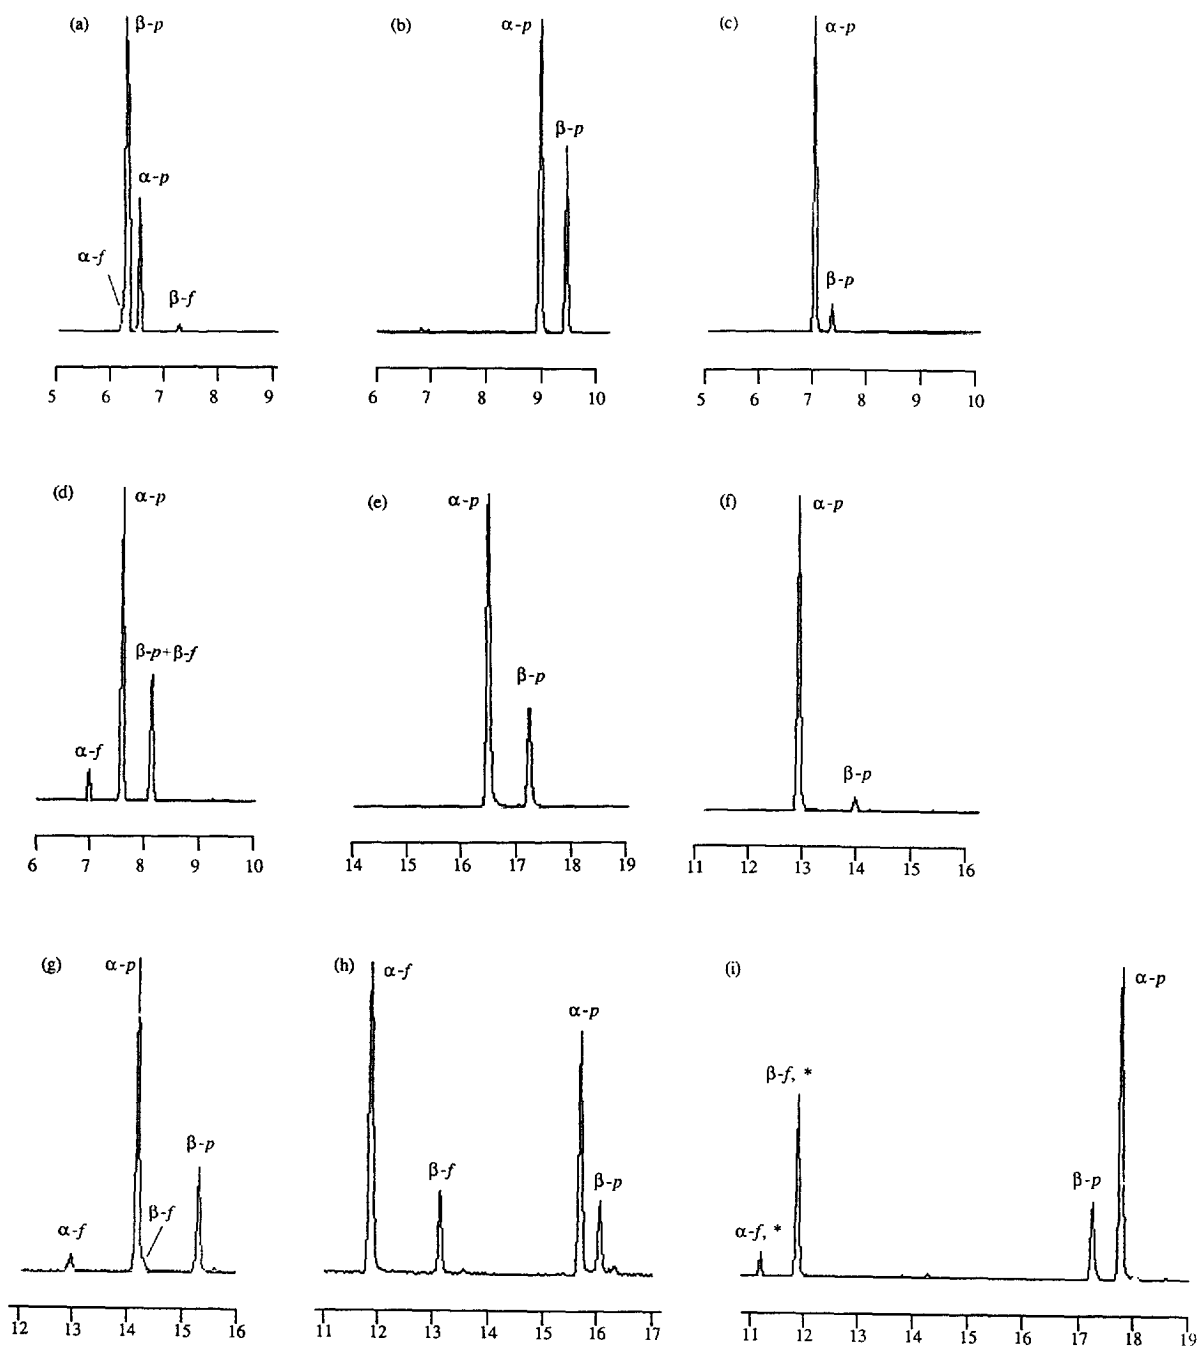 (a)
β-p
α-p
α-f
β-f
5 6 7 8 9
(b)
α-p
β-p
6 7 8 9 10
(c)
α-p
β-p
5 6 7 8 9 10
(d)
α-p
β-p+β-f
α-f
6 7 8 9 10
(e)
α-p
β-p
14 15 16 17 18 19
(f)
α-p
β-p
11 12 13 14 15 16
(g)
α-p
β-p
β-f
α-f
12 13 14 15 16
(h)
α-f
α-p
β-f
β-p
11 12 13 14 15 16 17
(i)
α-p
β-f, *
β-p
α-f, *
11 12 13 14 15 16 17 18 19